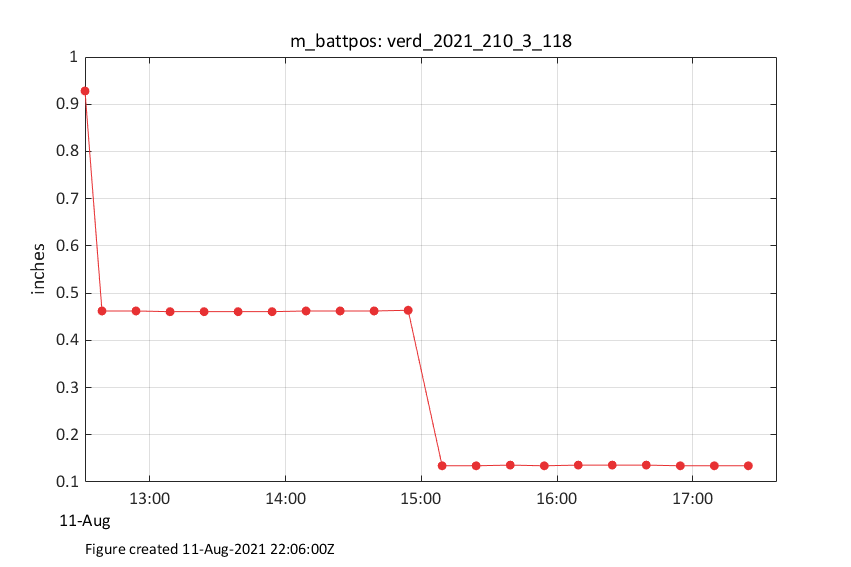 m_battpos: verd_2021_210_3_118
1
0.9
0.8
0.7
0.6
0.5
0.4
0.3
0.2
0.1
inches
13:00 14:00 15:00 16:00 17:00
11-Aug
Figure created 11-Aug-2021 22:06:00Z